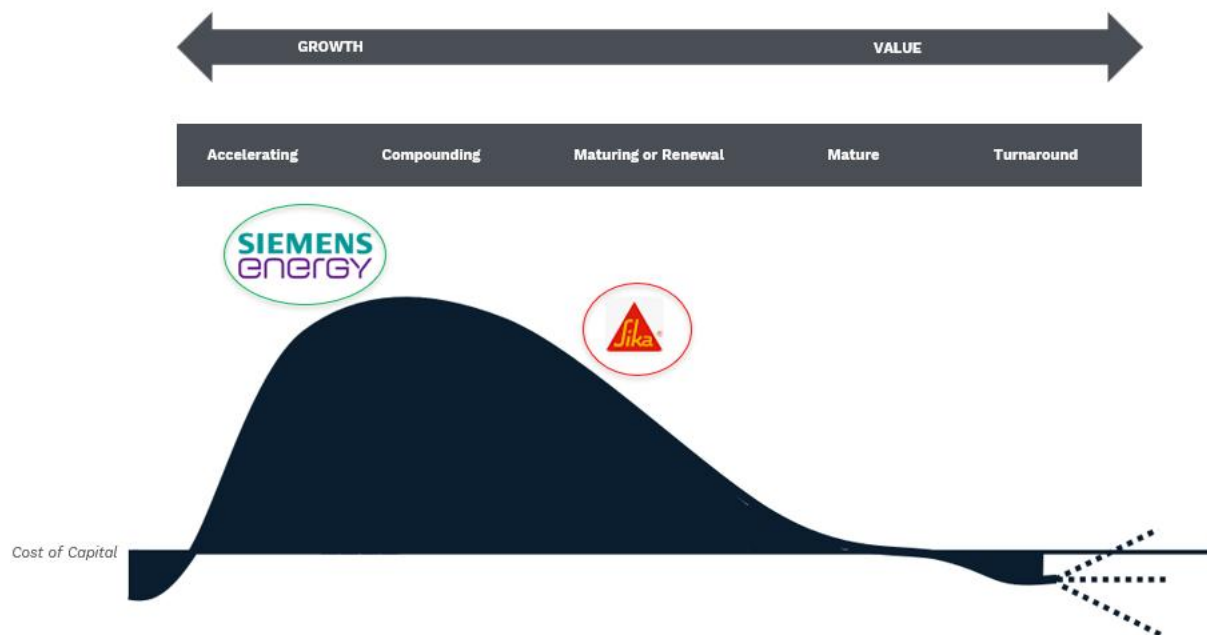 GROWTH VALUE
Accelerating Compounding Maturing or Renewal Mature Turnaround
SIEMENS
energy
Sika®
Cost of Capital